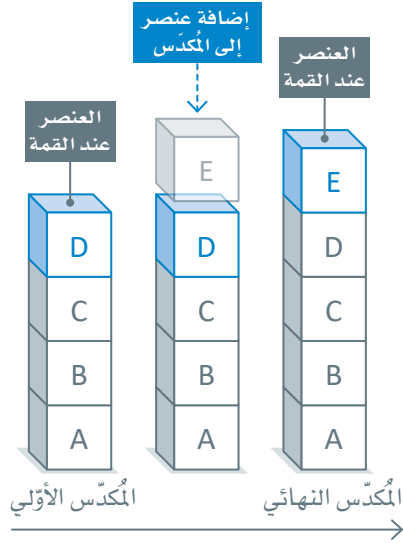 إضافة عنصر
إلى المُكدّس
العنصر
عند القمة
العنصر
عند القمة
E
D
C
B
A
E
D
C
B
A
D
C
B
A
المُكدّس الأوّلي
المُكدّس النهائي